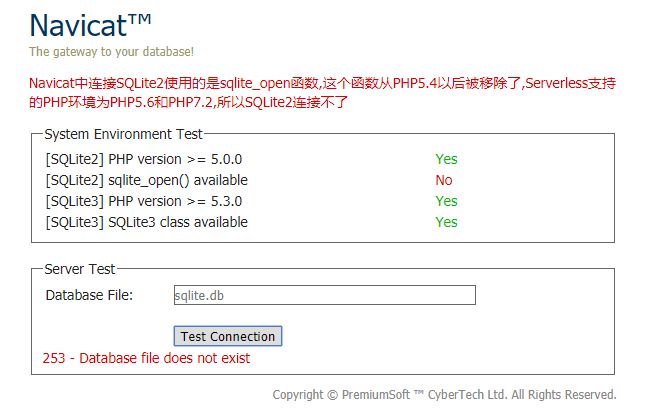 Navicat™
The gateway to your database!
Navicat中连接SQLite2使用的是sqlite_open函数,这个函数从PHP5.4以后被移除了,Serverless支持
的PHP环境为PHP5.6和PHP7.2,所以SQLite2连接不了
System Environment Test
[SQLite2] PHP version >= 5.0.0 Yes
[SQLite2] sqlite_open() available No
[SQLite3] PHP version >= 5.3.0 Yes
[SQLite3] SQLite3 class available Yes
Server Test
Database File: sqlite.db
Test Connection
253 - Database file does not exist
Copyright © PremiumSoft ™ CyberTech Ltd. All Rights Reserved.